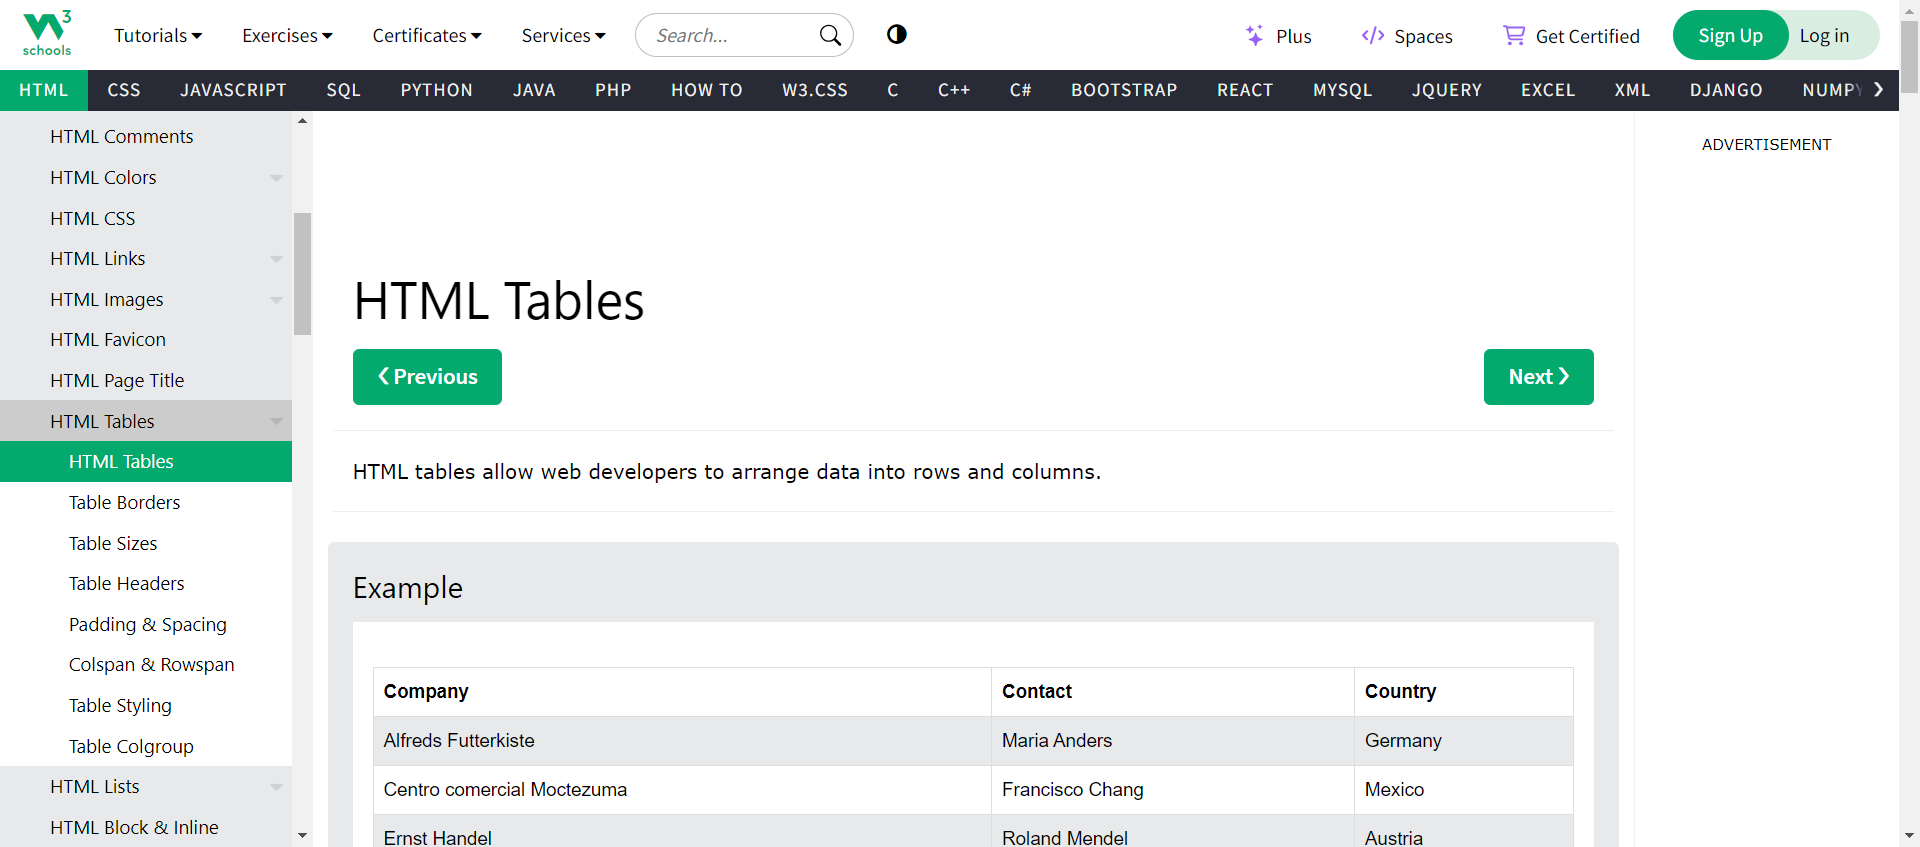 3
schools
Tutorials Exercises Certificates Services Search... Plus </> Spaces Get Certified Sign Up Log in
HTML CSS JAVASCRIPT SQL PYTHON JAVA PHP HOW TO W3.CSS C C++ C# BOOTSTRAP REACT MYSQL JQUERY EXCEL XML DJANGO NUMPY ❯
HTML Comments
HTML Colors
HTML CSS
HTML Links
HTML Images
HTML Favicon
HTML Page Title
HTML Tables
HTML Tables
Table Borders
Table Sizes
Table Headers
Padding & Spacing
Colspan & Rowspan
Table Styling
Table Colgroup
HTML Lists
HTML Block & Inline
HTML Tables
❮ Previous
Next ❯
HTML tables allow web developers to arrange data into rows and columns.
Example
Company Contact Country
Alfreds Futterkiste Maria Anders Germany
Centro comercial Moctezuma Francisco Chang Mexico
Ernst Handel Roland Mendel Austria
ADVERTISEMENT